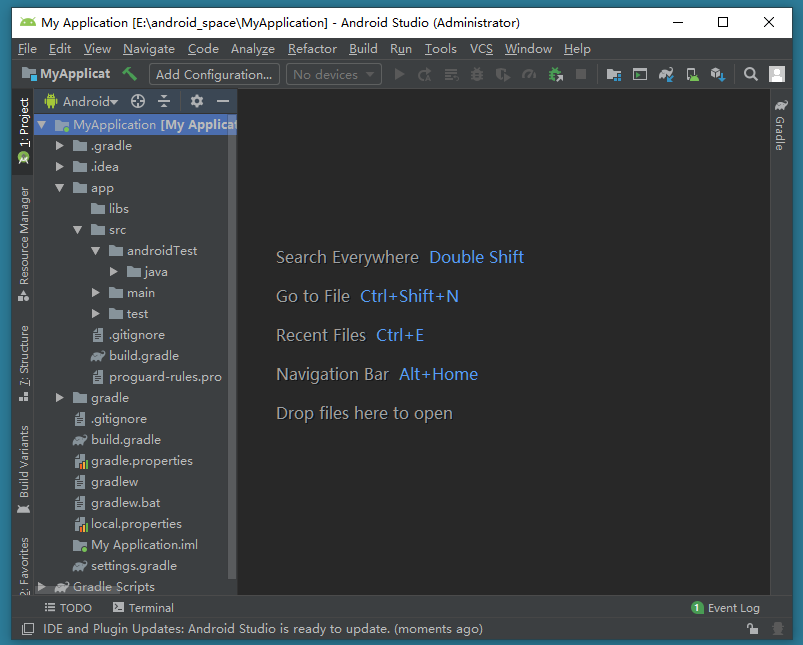 My Application [E:\android_space\MyApplication] - Android Studio (Administrator)
File Edit View Navigate Code Analyze Refactor Build Run Tools VCS Window Help
MyApplicat Add Configuration... No devices
1: Project
Resource Manager
7: Structure
Build Variants
2: Favorites
Android
MyApplication [My Applicat
.gradle
.idea
app
libs
src
androidTest
java
main
test
.gitignore
build.gradle
proguard-rules.pro
gradle
.gitignore
build.gradle
gradle.properties
gradlew
gradlew.bat
local.properties
My Application.iml
settings.gradle
Gradle Scripts
Search Everywhere Double Shift
Go to File Ctrl+Shift+N
Recent Files Ctrl+E
Navigation Bar Alt+Home
Drop files here to open
Gradle
TODO Terminal 1 Event Log
IDE and Plugin Updates: Android Studio is ready to update. (moments ago)